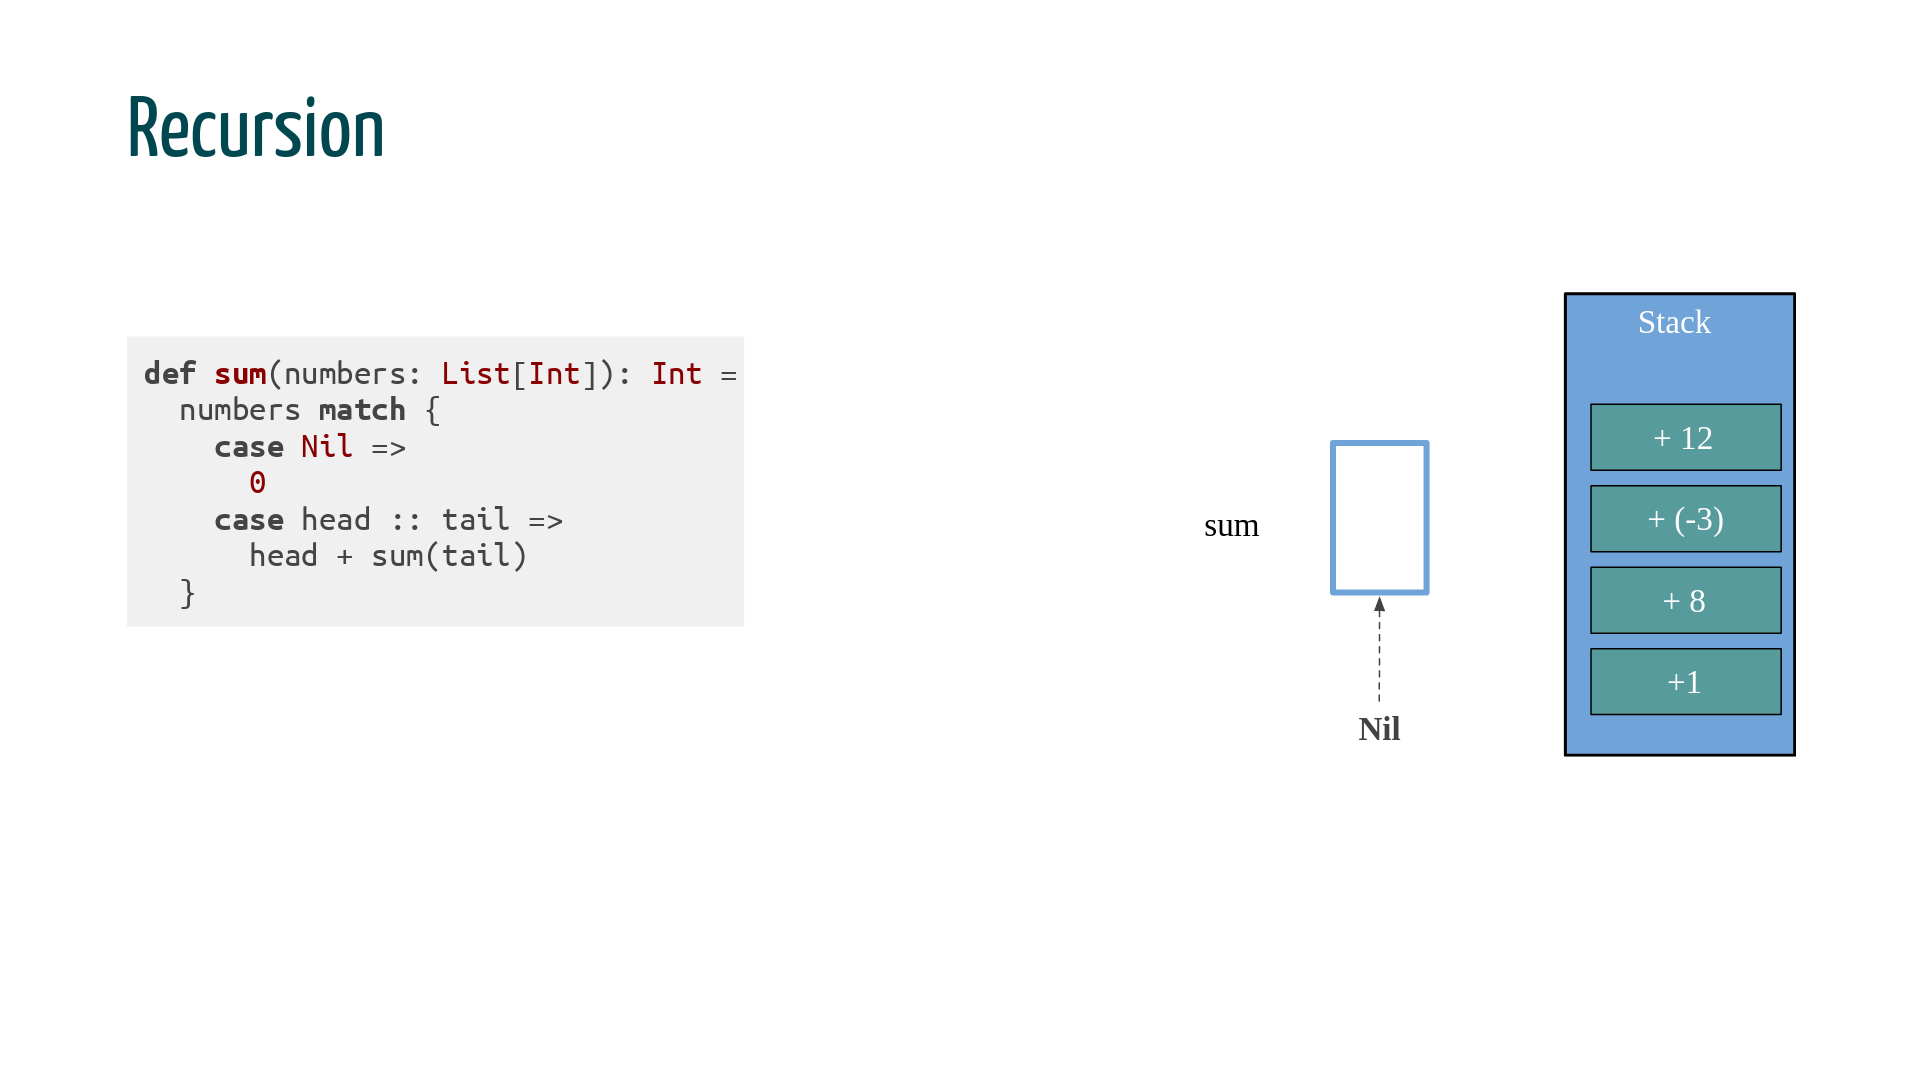 Recursion
def sum(numbers: List[Int]): Int =
  numbers match {
    case Nil =>
      0
    case head :: tail =>
      head + sum(tail)
  }
sum
Nil
Stack
+ 12
+ (-3)
+ 8
+1